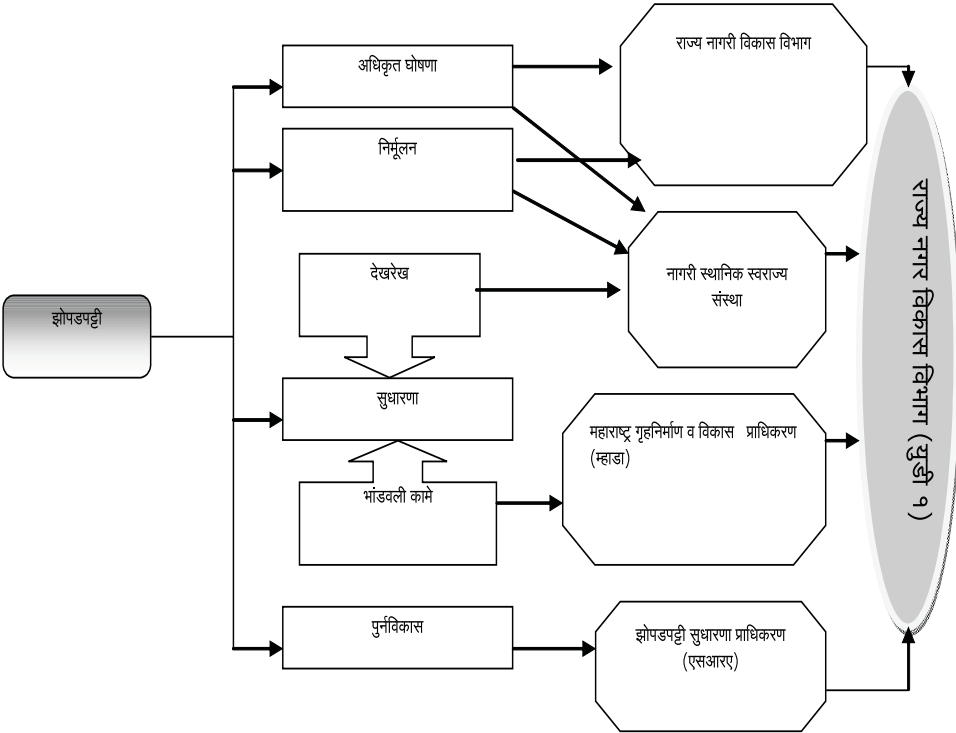 झोपडपट्टी
अधिकृत घोषणा
निर्मूलन
देखरेख
सुधारणा
भांडवली कामे
पुर्नविकास
राज्य नागरी विकास विभाग
नागरी स्थानिक स्वराज्य
संस्था
महाराष्ट्र गृहनिर्माण व विकास प्राधिकरण
(म्हाडा)
झोपडपट्टी सुधारणा प्राधिकरण
(एसआरए)
राज्य नगर विकास विभाग (युडी १)